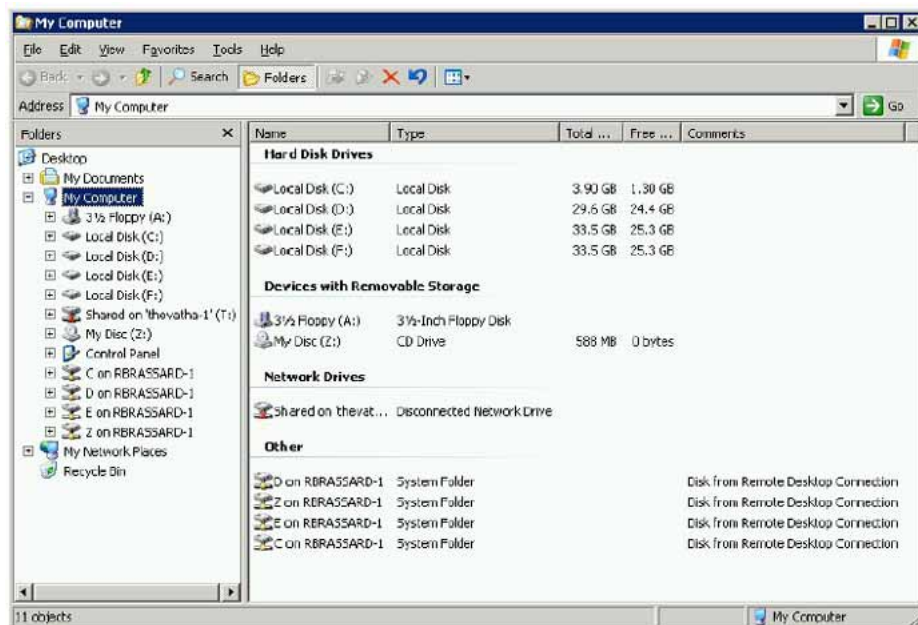 My Computer
File Edit View Favorites Tools Help
Back Search Folders
Address My Computer Go
Folders
Desktop
My Documents
My Computer
3½ Floppy (A:)
Local Disk (C:)
Local Disk (D:)
Local Disk (E:)
Local Disk (F:)
Shared on 'thevatha-1' (T:)
My Disc (Z:)
Control Panel
C on RBRASSARD-1
D on RBRASSARD-1
E on RBRASSARD-1
Z on RBRASSARD-1
My Network Places
Recycle Bin
Name Type Total ... Free ... Comments
Hard Disk Drives
Local Disk (C:) Local Disk 3.90 GB 1.30 GB
Local Disk (D:) Local Disk 29.6 GB 24.4 GB
Local Disk (E:) Local Disk 33.5 GB 25.3 GB
Local Disk (F:) Local Disk 33.5 GB 25.3 GB
Devices with Removable Storage
3½ Floppy (A:) 3½-Inch Floppy Disk
My Disc (Z:) CD Drive 588 MB 0 bytes
Network Drives
Shared on 'thevat... Disconnected Network Drive
Other
D on RBRASSARD-1 System Folder Disk from Remote Desktop Connection
Z on RBRASSARD-1 System Folder Disk from Remote Desktop Connection
E on RBRASSARD-1 System Folder Disk from Remote Desktop Connection
C on RBRASSARD-1 System Folder Disk from Remote Desktop Connection
11 objects My Computer